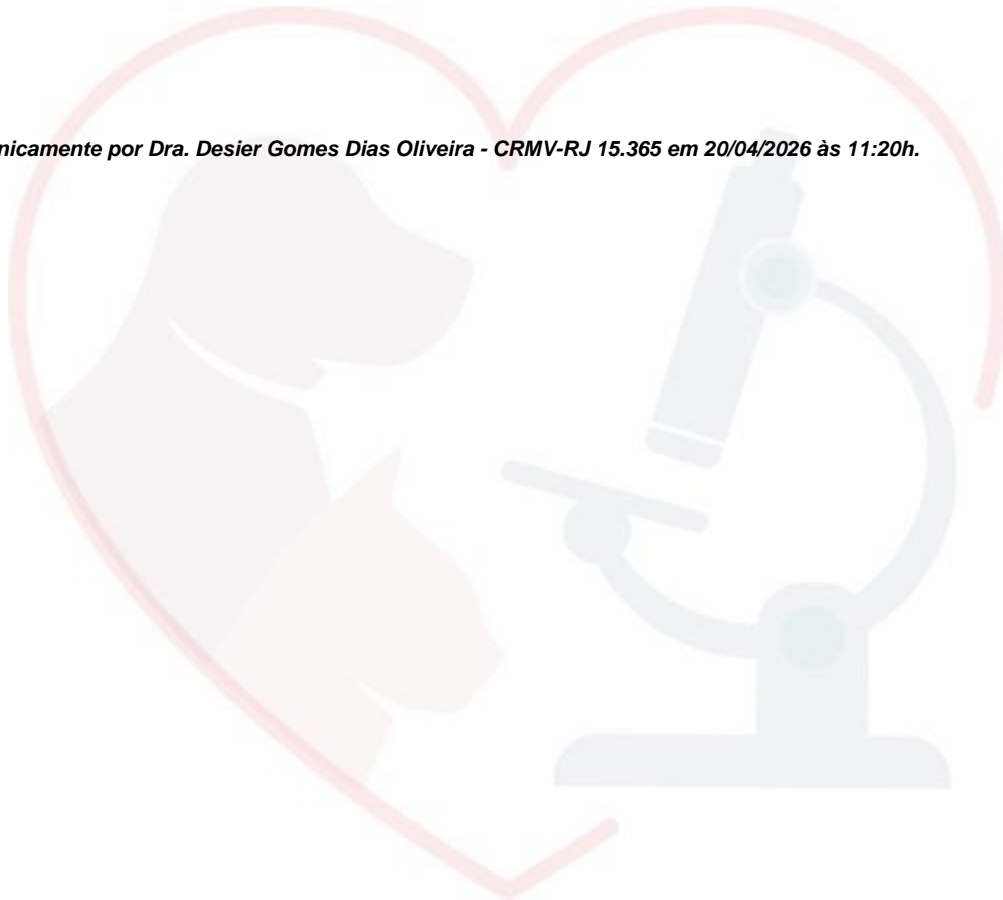 nicamente por Dra. Desier Gomes Dias Oliveira - CRMV-RJ 15.365 em 20/04/2026 às 11:20h.